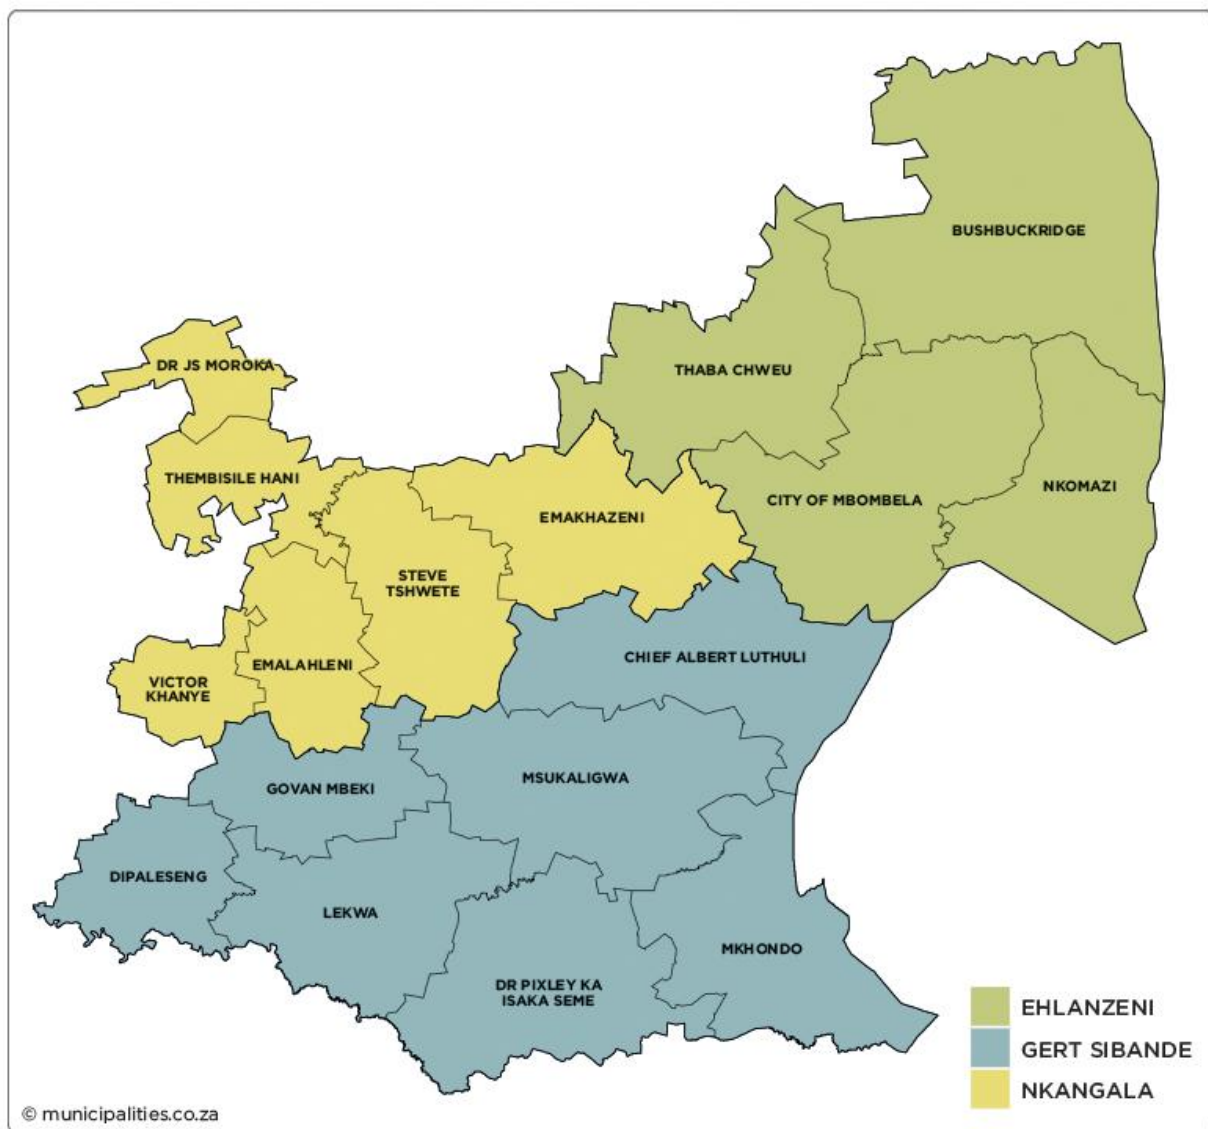 BUSHBUCKRIDGE
DR JS MOROKA
THABA CHWEU
THEMBISILE HANI
NKOMAZI
CITY OF MBOMBELA
EMAKHAZENI
STEVE
TSHWETE
CHIEF ALBERT LUTHULI
EMALAHLENI
VICTOR
KHANYE
MSUKALIGWA
GOVAN MBEKI
DIPALESENG
LEKWA
MKHONDO
DR PIXLEY KA
ISAKA SEME
EHLANZENI
GERT SIBANDE
NKANGALA
© municipalities.co.za